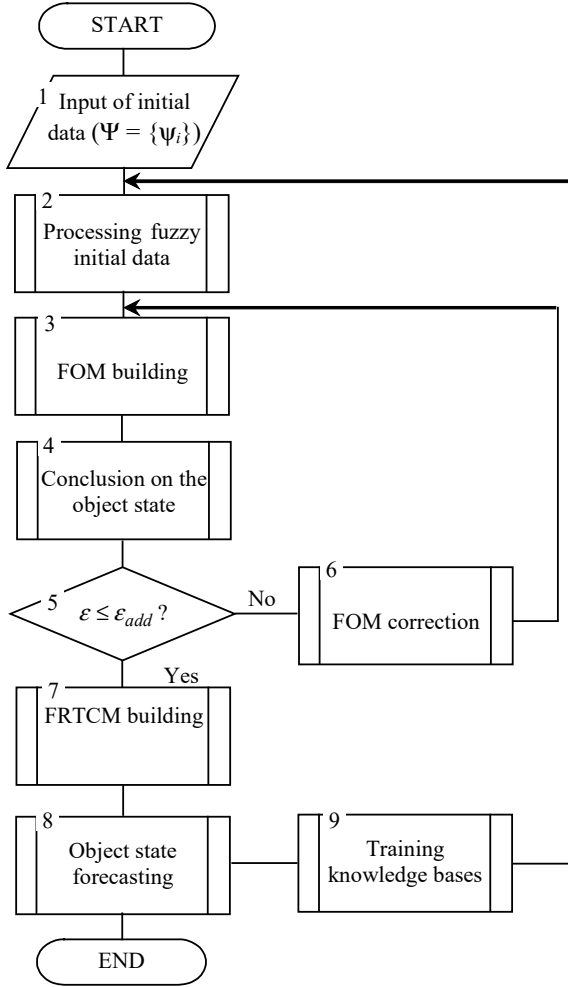 START
1
Input of initial
data (Ψ = {ψi})
2
Processing fuzzy
initial data
3
FOM building
4
Conclusion on the
object state
5
ε ≤ εadd ?
No
6
FOM correction
Yes
7
FRTCM building
8
Object state
forecasting
9
Training
knowledge bases
END